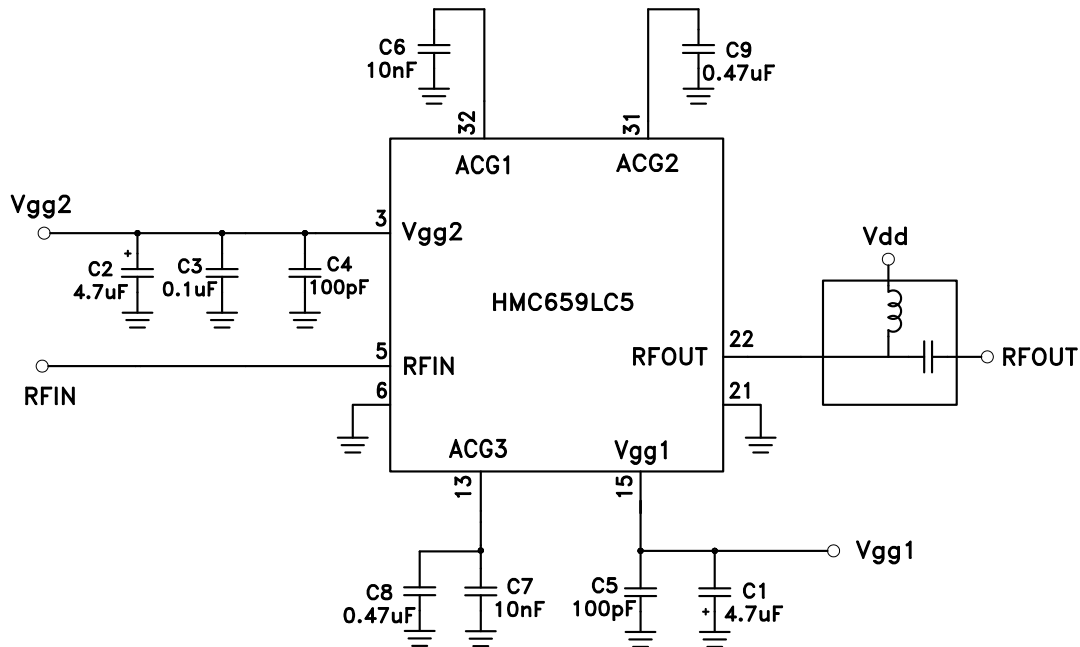 C6
10nF
C9
0.47uF
32
31
ACG1
ACG2
Vgg2
3
Vgg2
+
C2
4.7uF
C3
0.1uF
C4
100pF
Vdd
HMC659LC5
22
RFOUT
RFOUT
5
RFIN
RFIN
6
21
ACG3
Vgg1
13
15
Vgg1
C8
0.47uF
C7
10nF
C5
100pF
C1
+
4.7uF